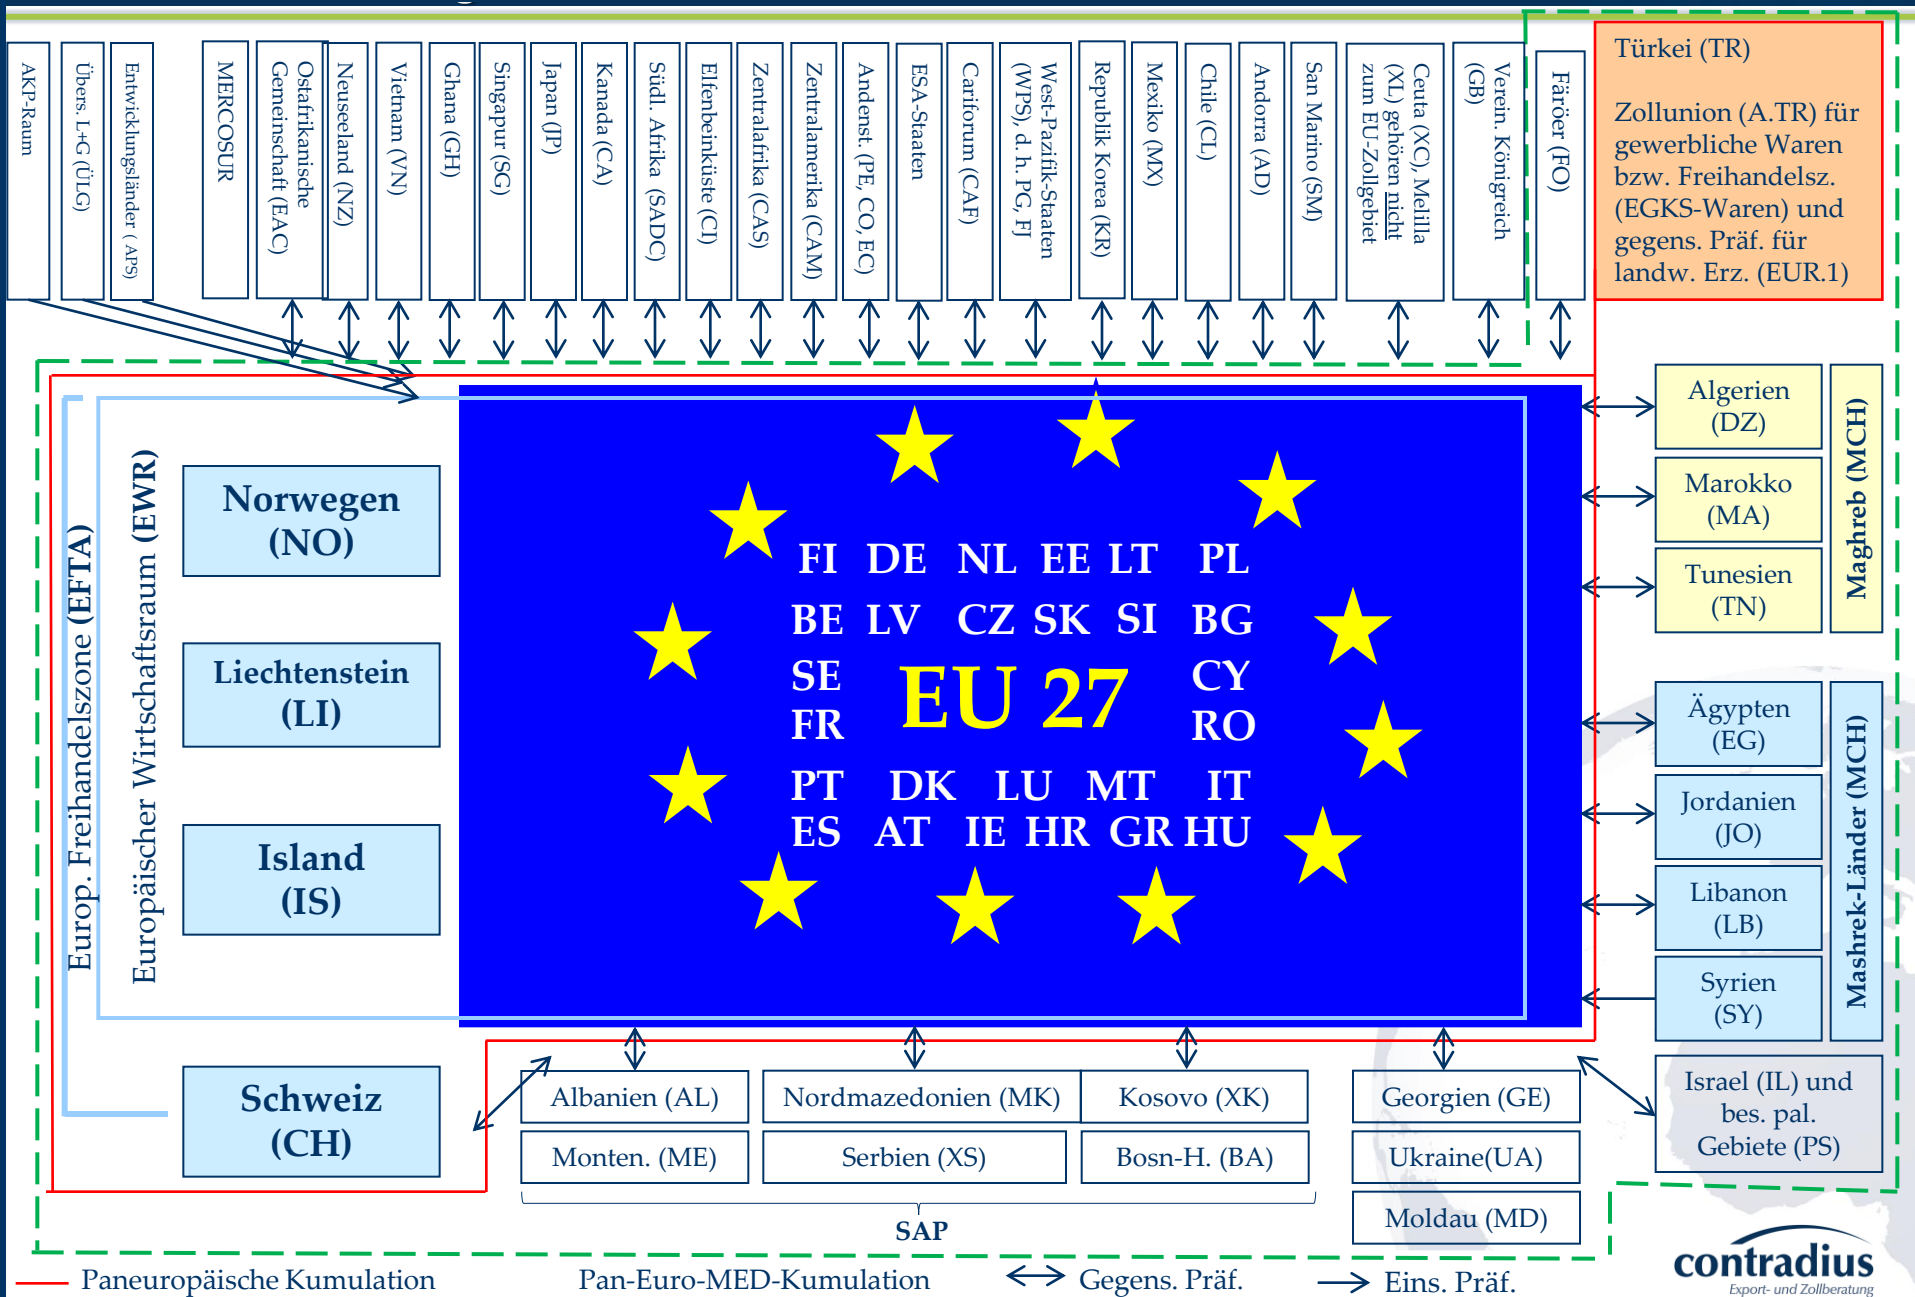 AKP-Raum
Übers. L+G (ÜLG)
Entwicklungsländer ( APS)
MERCOSUR
Ostafrikanische
Gemeinschaft (EAC)
Neuseeland (NZ)
Vietnam (VN)
Ghana (GH)
Singapur (SG)
Japan (JP)
Kanada (CA)
Südl. Afrika (SADC)
Elfenbeinküste (CI)
Zentralafrika (CAS)
Zentralamerika (CAM)
Andenst. (PE, CO, EC)
ESA-Staaten
Cariforum (CAF)
West-Pazifik-Staaten
(WPS), d. h. PG, FJ
Republik Korea (KR)
Mexiko (MX)
Chile (CL)
Andorra (AD)
San Marino (SM)
Ceuta (XC), Melilla
(XL) gehören nicht
zum EU-Zollgebiet
Verein. Königreich
(GB)
Färöer (FO)
Türkei (TR)
Zollunion (A.TR) für
gewerbliche Waren
bzw. Freihandelsz.
(EGKS-Waren) und
gegens. Präf. für
landw. Erz. (EUR.1)
Europ. Freihandelszone (EFTA)
Europäischer Wirtschaftsraum (EWR)
Norwegen
(NO)
Liechtenstein
(LI)
Island
(IS)
Schweiz
(CH)
FI DE NL EE LT PL
BE LV CZ SK SI BG
SE EU 27 CY
FR RO
PT DK LU MT IT
ES AT IE HR GR HU
Algerien
(DZ)
Marokko
(MA)
Tunesien
(TN)
Maghreb (MCH)
Ägypten
(EG)
Jordanien
(JO)
Libanon
(LB)
Syrien
(SY)
Mashrek-Länder (MCH)
Israel (IL) und
bes. pal.
Gebiete (PS)
Albanien (AL)
Nordmazedonien (MK)
Kosovo (XK)
Georgien (GE)
Monten. (ME)
Serbien (XS)
Bosn-H. (BA)
Ukraine(UA)
SAP
Moldau (MD)
Paneuropäische Kumulation
Pan-Euro-MED-Kumulation
Gegens. Präf.
Eins. Präf.
contradius
Export- und Zollberatung